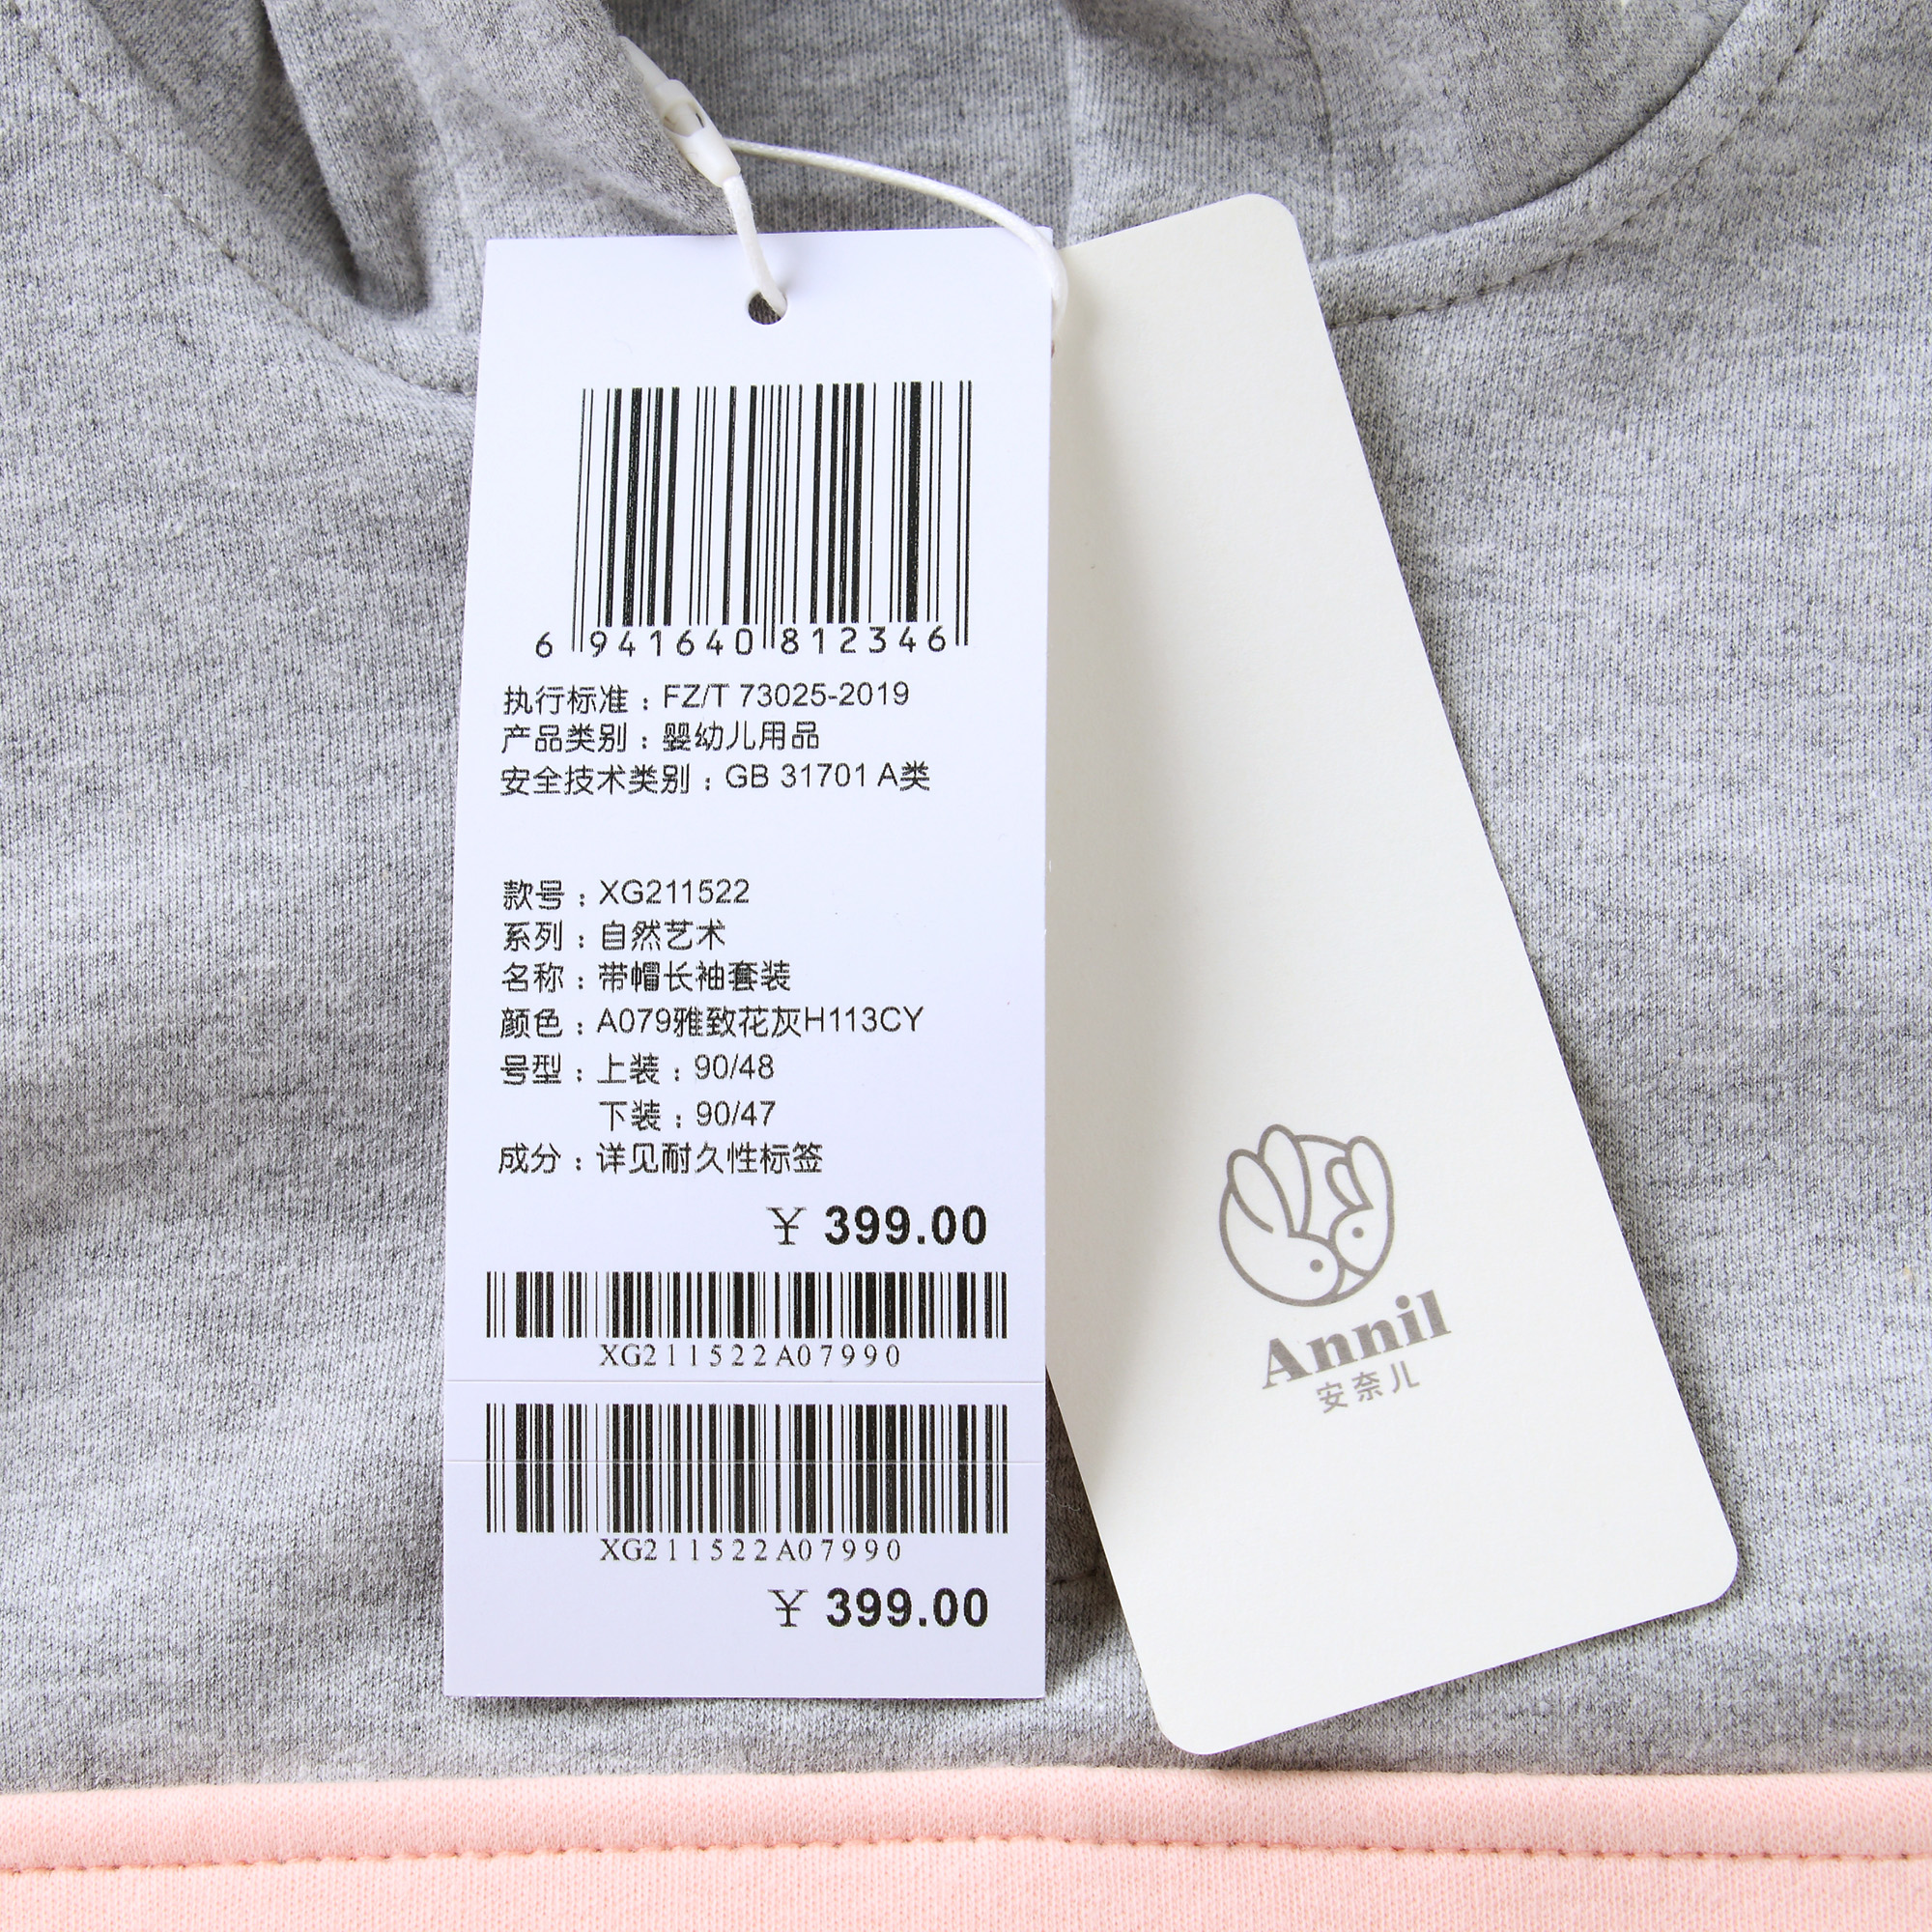 6 941640 812346
执行标准：FZ/T 73025-2019
产品类别：婴幼儿用品
安全技术类别：GB 31701 A类
款号：XG211522
系列：自然艺术
名称：带帽长袖套装
颜色：A079雅致花灰H113CY
号型：上装：90/48
下装：90/47
成分：详见耐久性标签
¥ 399.00
XG211522A07990
XG211522A07990
¥ 399.00
Annil
安奈儿